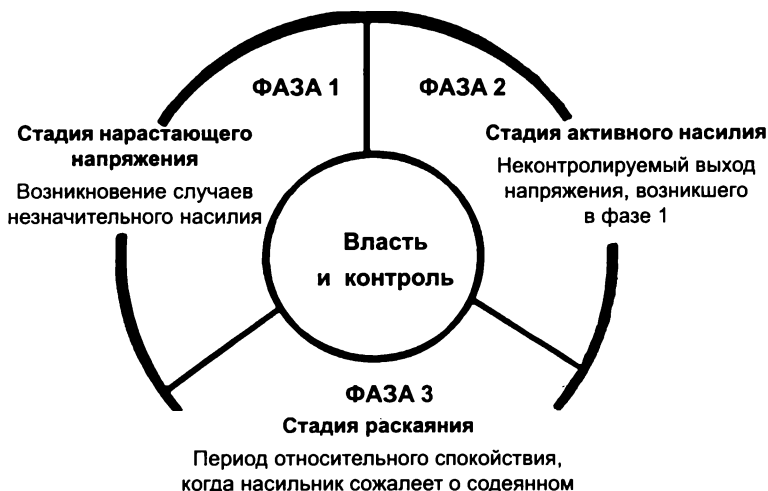 ФАЗА 1
Стадия нарастающего
напряжения
Возникновение случаев
незначительного насилия
ФАЗА 2
Стадия активного насилия
Неконтролируемый выход
напряжения, возникшего
в фазе 1
Власть
и контроль
ФАЗА 3
Стадия раскаяния
Период относительного спокойствия,
когда насильник сожалеет о содеянном